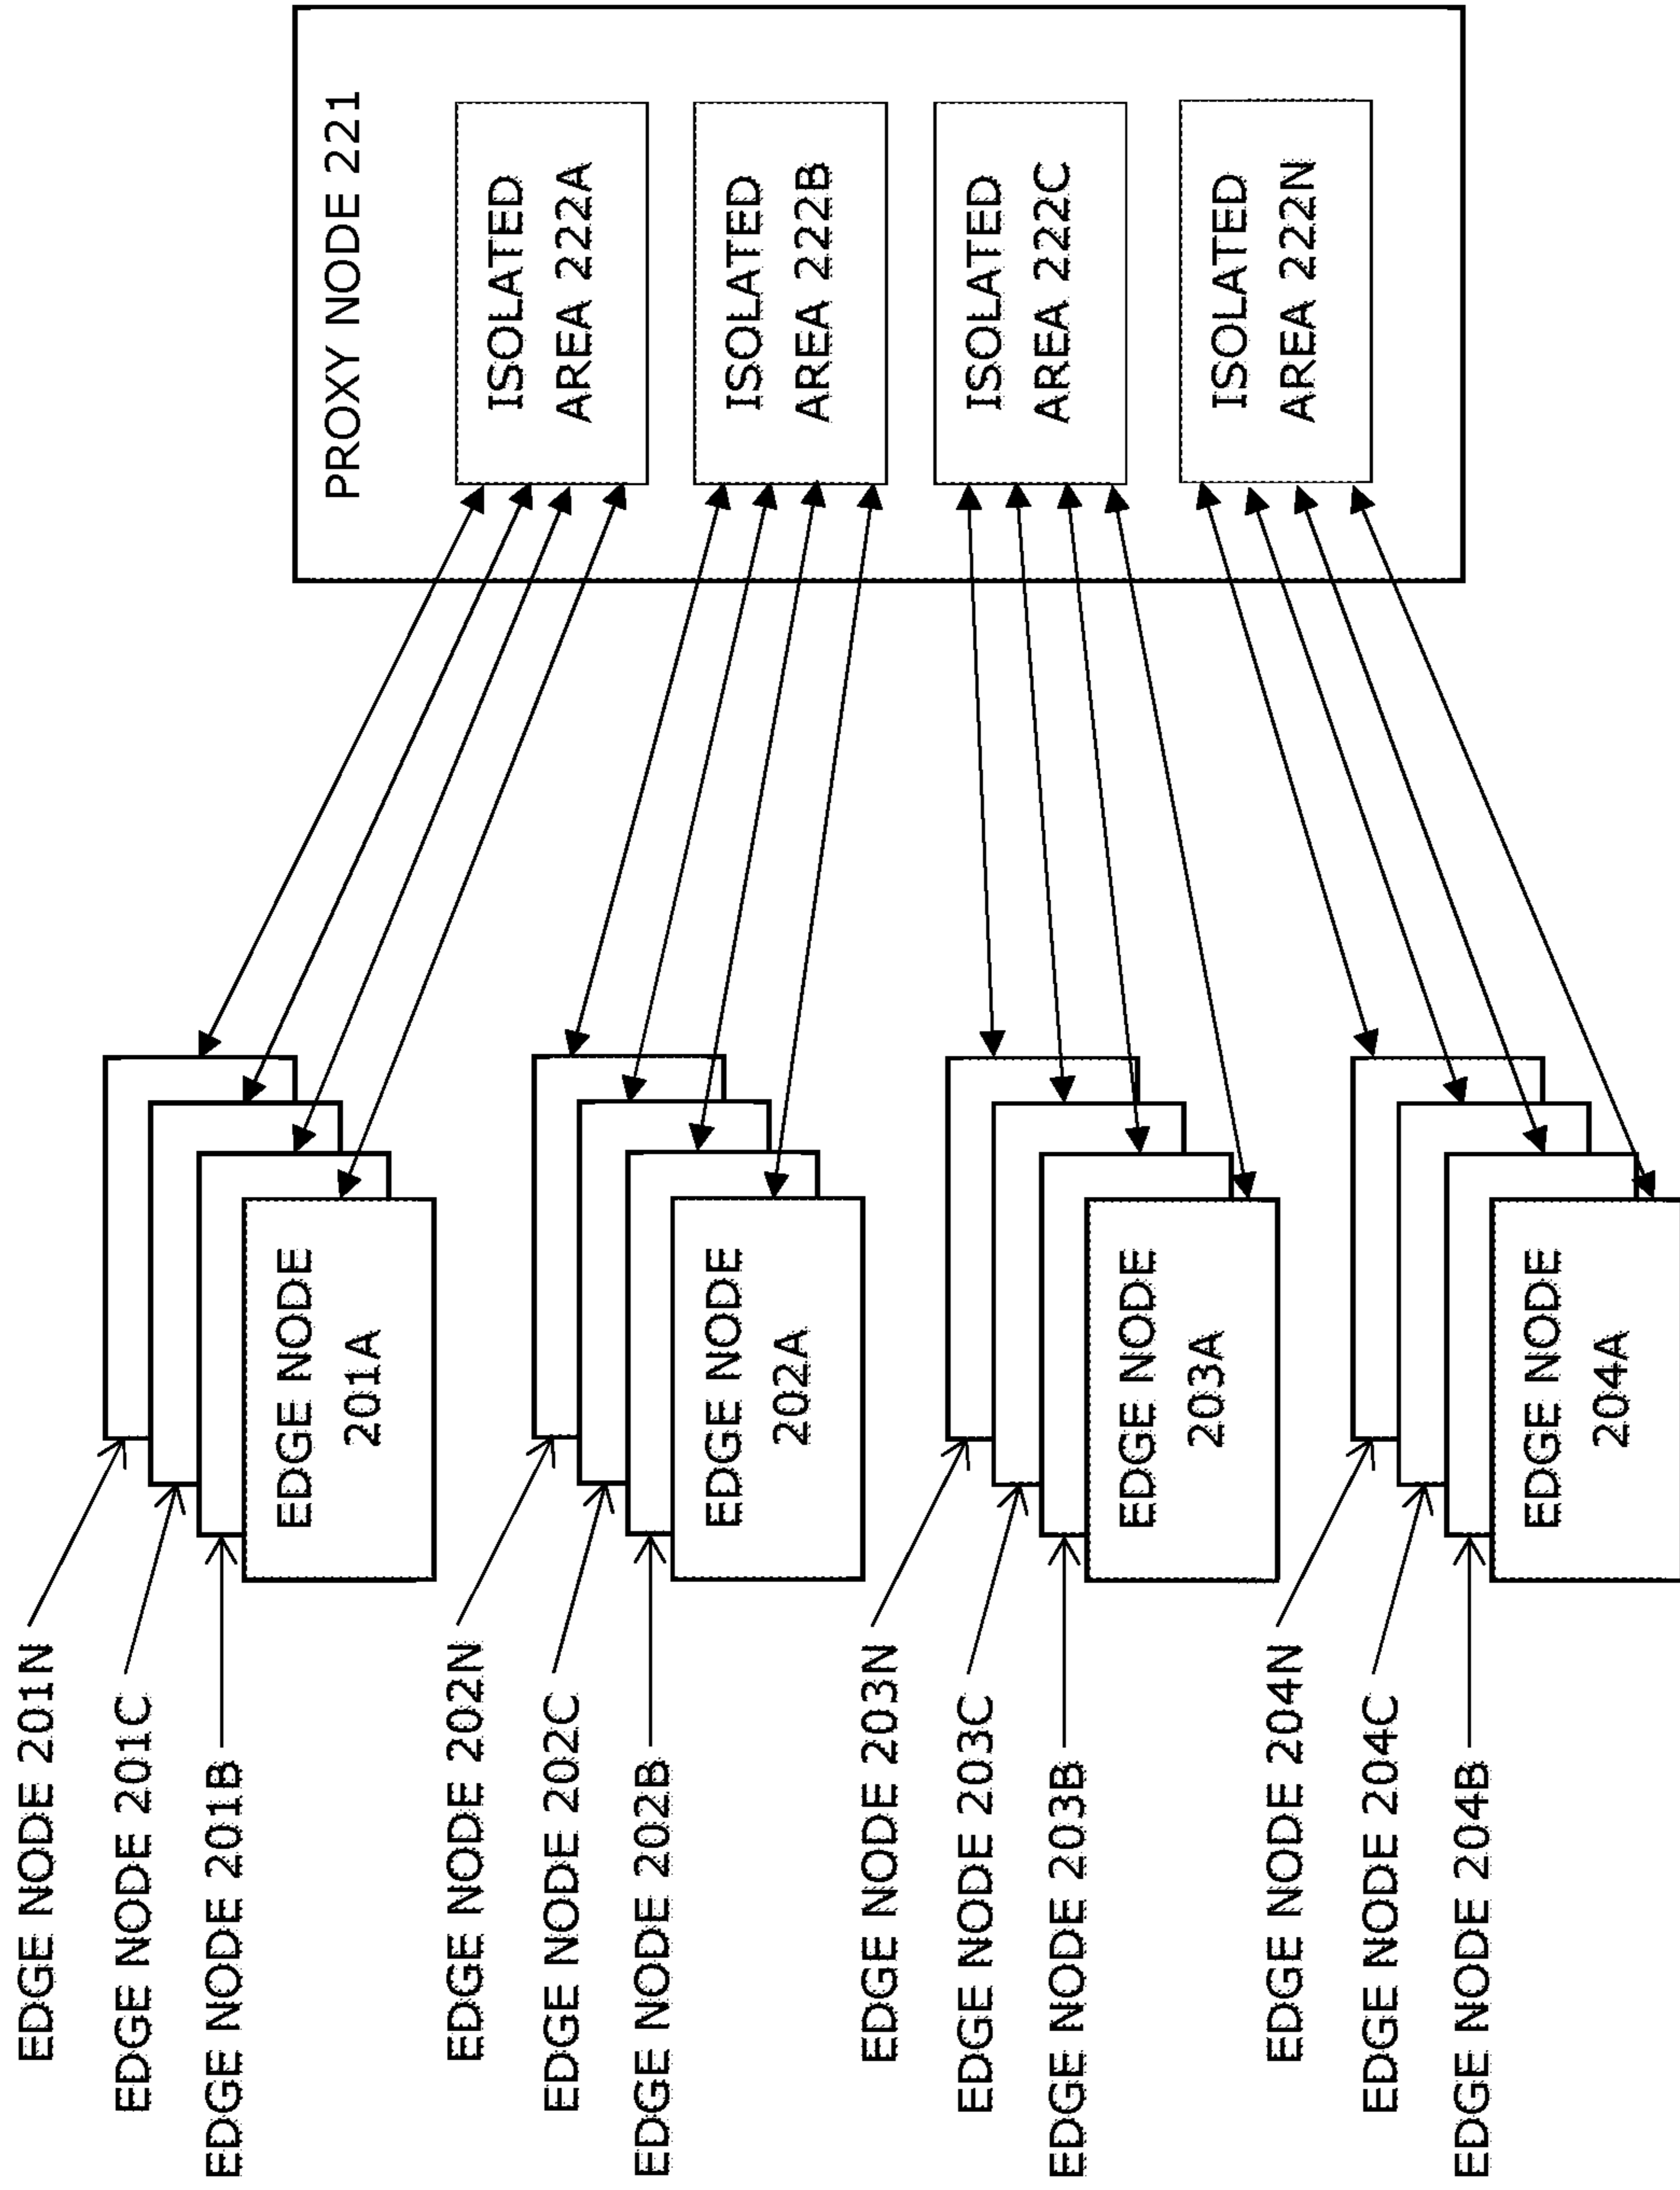 PROXY NODE 221
ISOLATED
AREA 222A
ISOLATED
AREA 222B
ISOLATED
AREA 222C
ISOLATED
AREA 222N
EDGE NODE
201A
EDGE NODE
202A
EDGE NODE
203A
EDGE NODE
204A
EDGE NODE 201N
EDGE NODE 201C
EDGE NODE 201B
EDGE NODE 202N
EDGE NODE 202C
EDGE NODE 202B
EDGE NODE 203N
EDGE NODE 203C
EDGE NODE 203B
EDGE NODE 204N
EDGE NODE 204C
EDGE NODE 204B